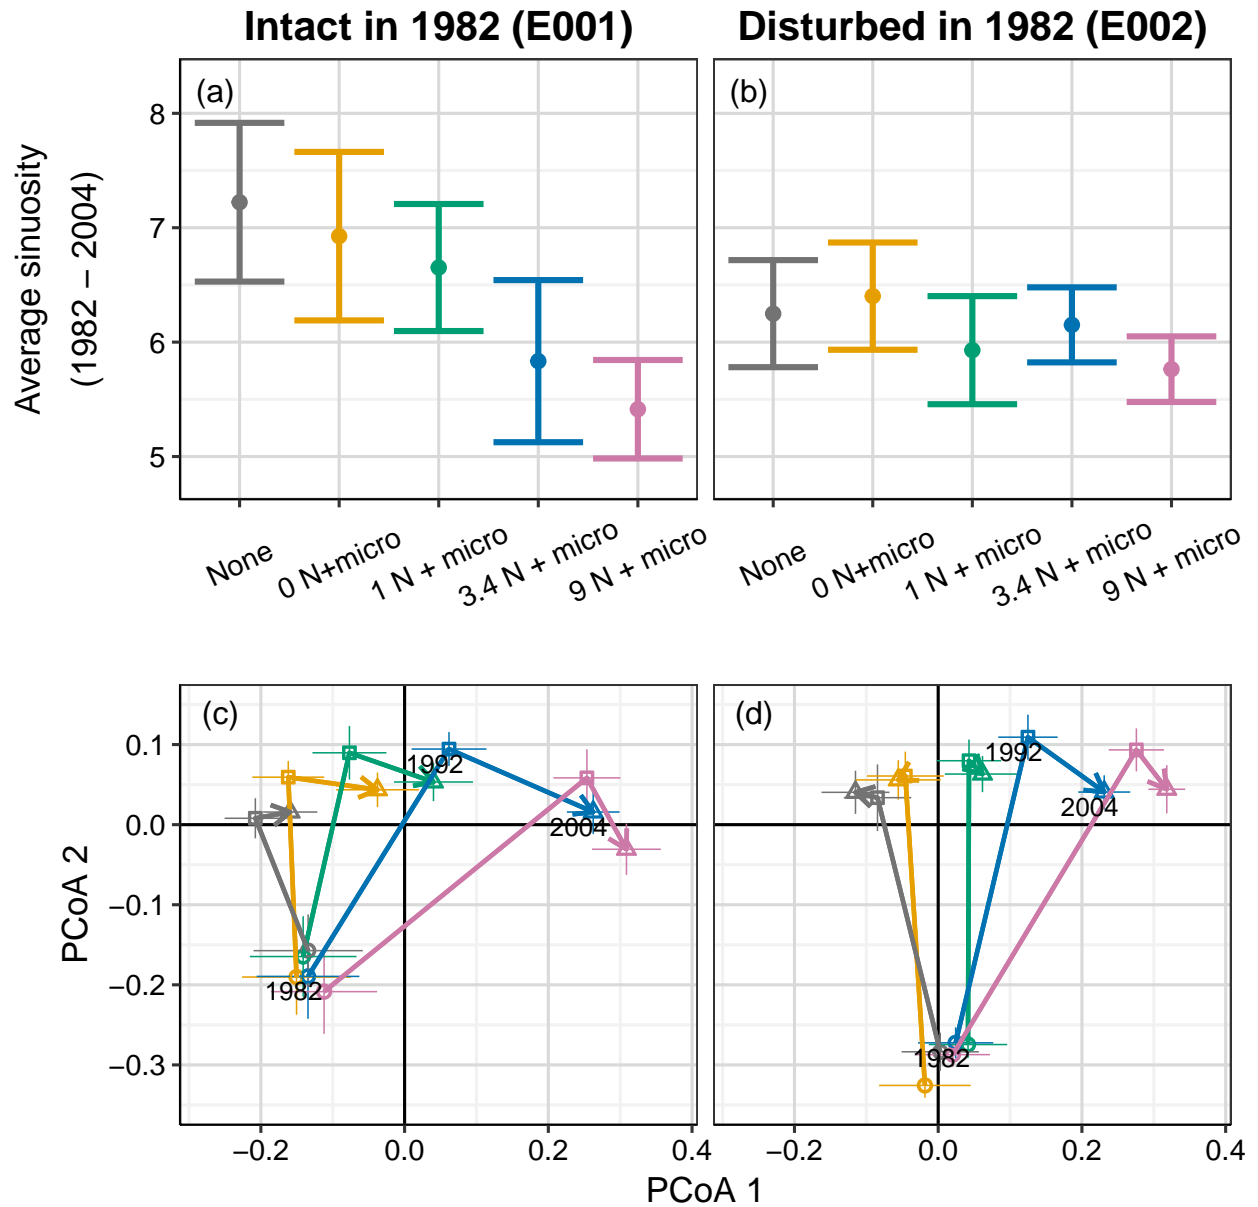 Intact in 1982 (E001)
Disturbed in 1982 (E002)
(a)
(b)
Average sinuosity
(1982 − 2004)
8
7
6
5
None
0 N+micro
1 N + micro
3.4 N + micro
9 N + micro
None
0 N+micro
1 N + micro
3.4 N + micro
9 N + micro
(c)
(d)
PCoA 2
0.1
0.0
−0.1
−0.2
−0.3
1992
2004
1982
1992
2004
1982
−0.2
0.0
0.2
0.4
−0.2
0.0
0.2
0.4
PCoA 1